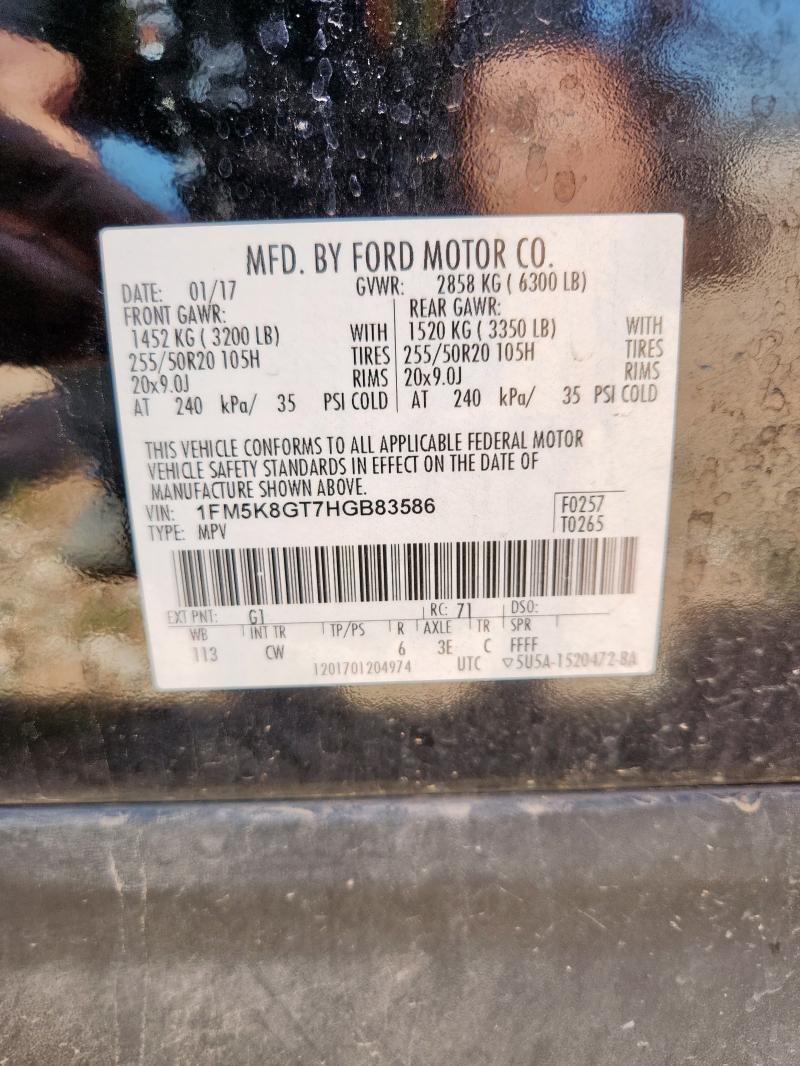 MFD. BY FORD MOTOR CO.
DATE: 01/17 GVWR: 2858 KG ( 6300 LB)
FRONT GAWR: REAR GAWR:
1452 KG ( 3200 LB) WITH 1520 KG ( 3350 LB) WITH
255/50R20 105H TIRES 255/50R20 105H TIRES
20x9.0J RIMS 20x9.0J RIMS
AT 240 kPa/ 35 PSI COLD AT 240 kPa/ 35 PSI COLD
THIS VEHICLE CONFORMS TO ALL APPLICABLE FEDERAL MOTOR
VEHICLE SAFETY STANDARDS IN EFFECT ON THE DATE OF
MANUFACTURE SHOWN ABOVE.
VIN: 1FM5K8GT7HGB83586 F0257
TYPE: MPV T0265
EXT PNT: G1 RC: 71 DSO:
WB INT TR TP/PS R AXLE TR SPR
113 CW 6 3E C FFFF
1201701204974 UTC ▽5U5A-1520472-BA